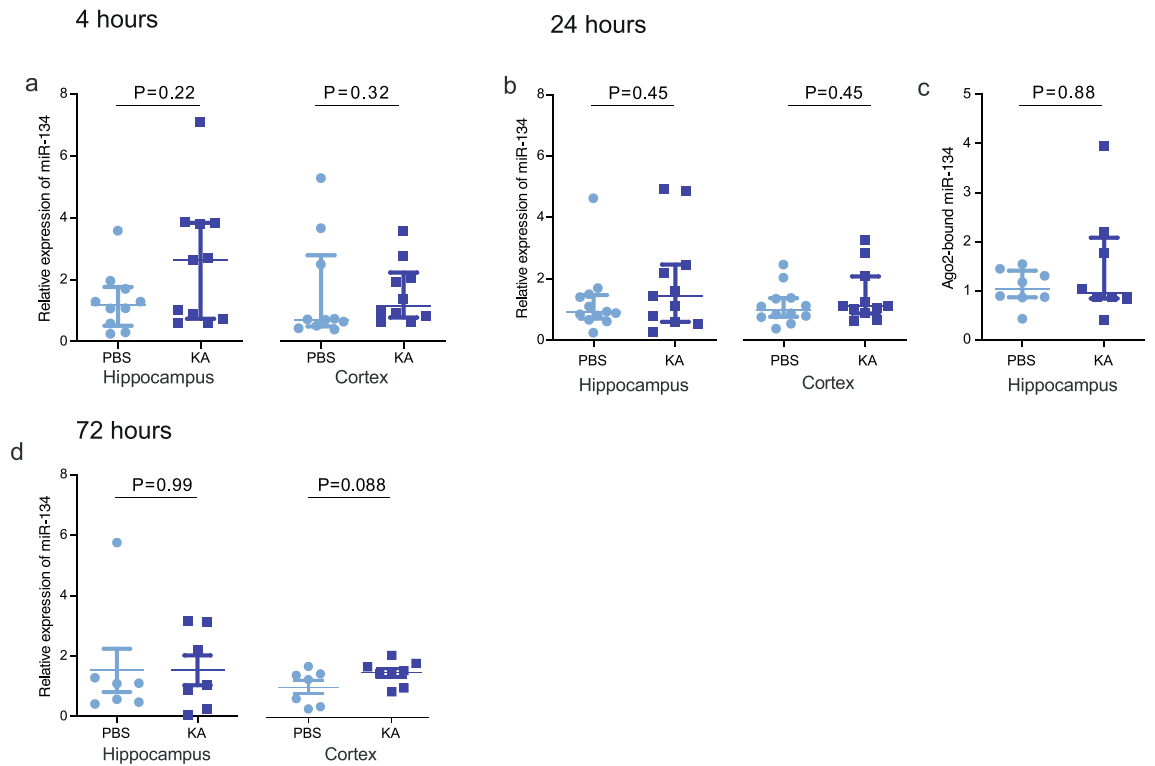 4 hours
24 hours
a
P=0.22
P=0.32
Relative expression of miR-134
8
6
4
2
0
PBS
KA
PBS
KA
Hippocampus
Cortex
b
P=0.45
P=0.45
Relative expression of miR-134
8
6
4
2
0
PBS
KA
PBS
KA
Hippocampus
Cortex
c
P=0.88
Ago2-bound miR-134
5
4
3
2
1
0
PBS
KA
Hippocampus
72 hours
d
P=0.99
P=0.088
Relative expression of miR-134
8
6
4
2
0
PBS
KA
PBS
KA
Hippocampus
Cortex